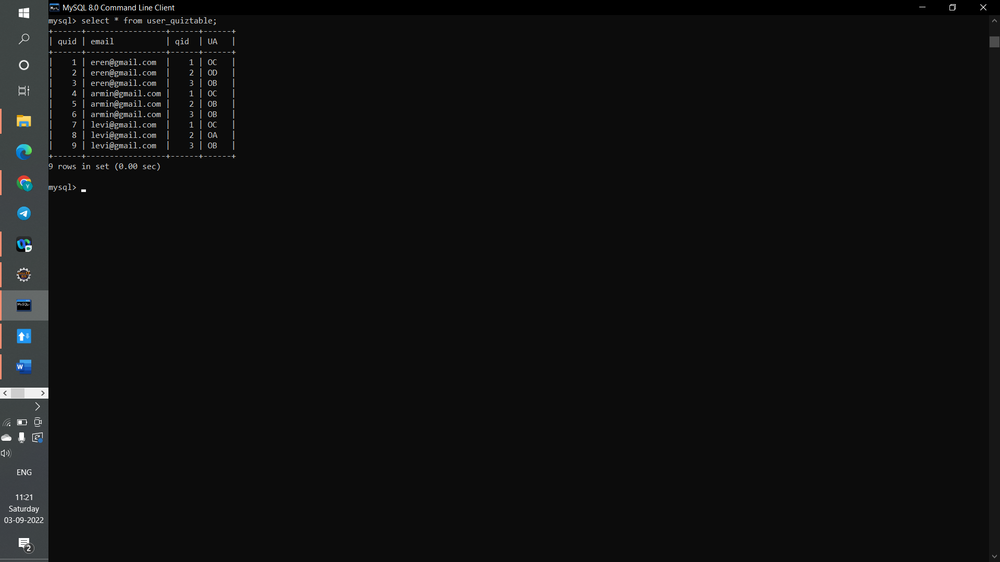 MySQL 8.0 Command Line Client
mysql> select * from user_quiztable;
+------+-----------------+------+------+
| quid | email           | qid  | UA   |
+------+-----------------+------+------+
|    1 | eren@gmail.com  |    1 | OC   |
|    2 | eren@gmail.com  |    2 | OD   |
|    3 | eren@gmail.com  |    3 | OB   |
|    4 | armin@gmail.com |    1 | OC   |
|    5 | armin@gmail.com |    2 | OB   |
|    6 | armin@gmail.com |    3 | OB   |
|    7 | levi@gmail.com  |    1 | OC   |
|    8 | levi@gmail.com  |    2 | OA   |
|    9 | levi@gmail.com  |    3 | OB   |
+------+-----------------+------+------+
9 rows in set (0.00 sec)
mysql>
Y
MySQL
W
ENG
11:21
Saturday
03-09-2022
2